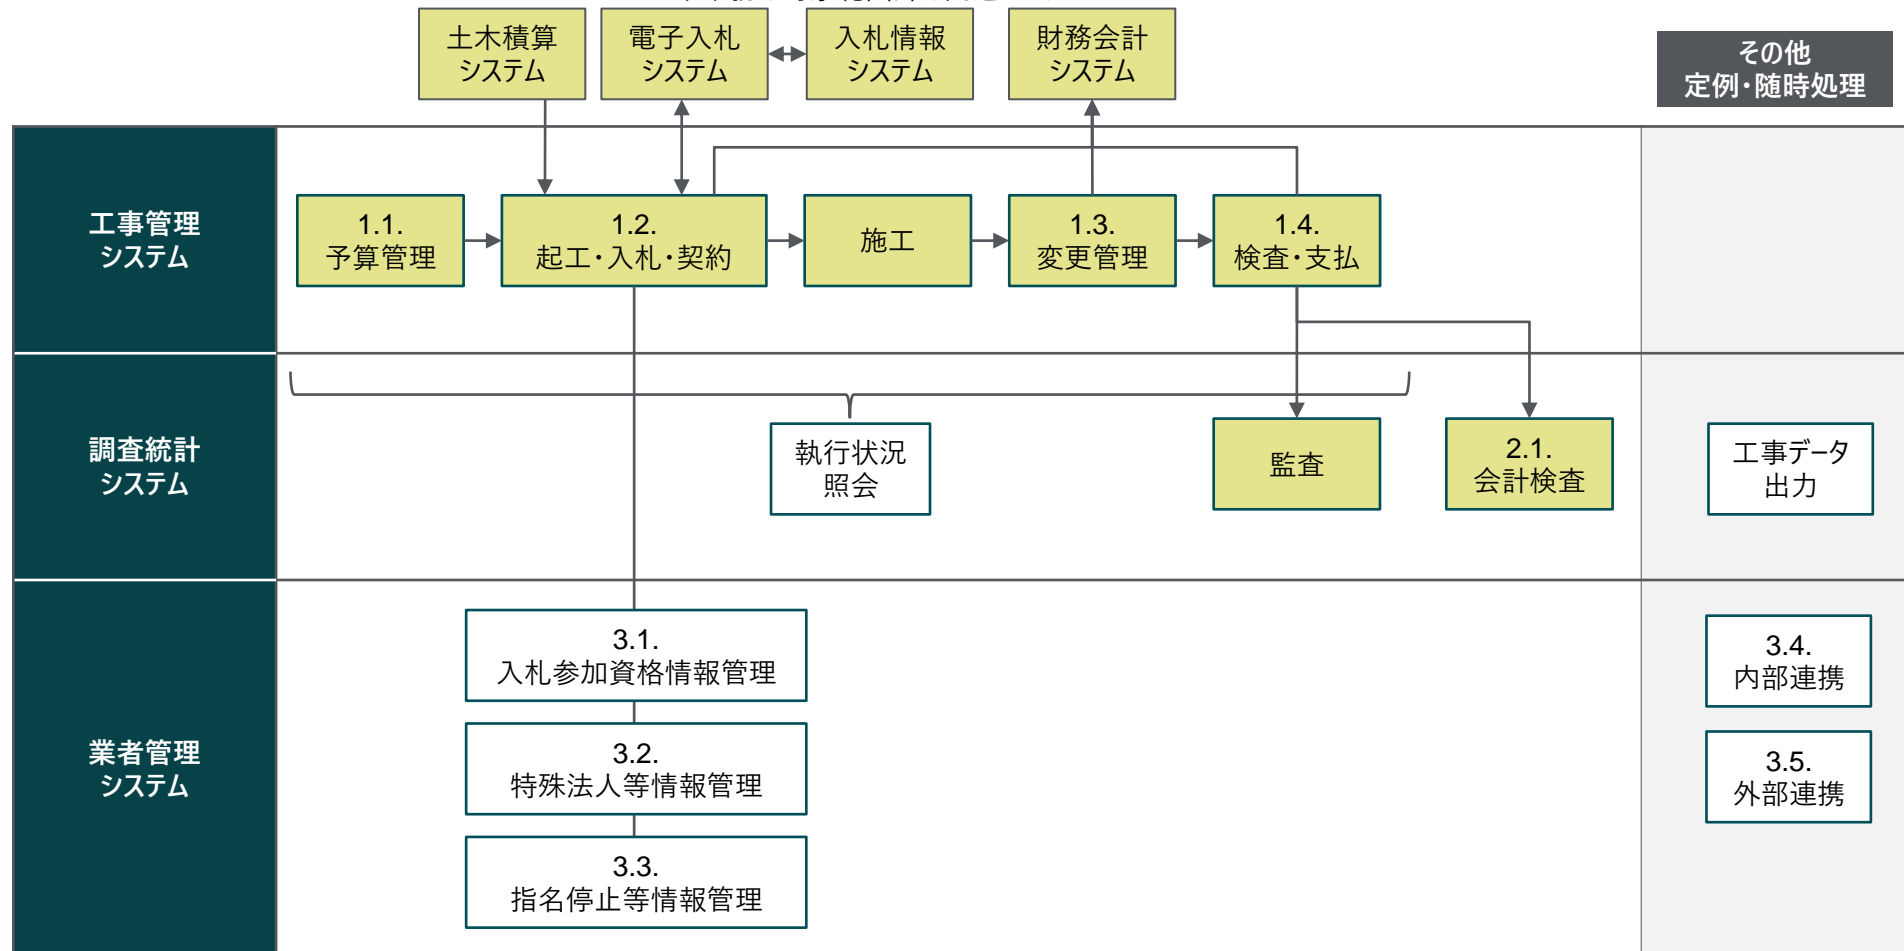 土木積算
システム
電子入札
システム
入札情報
システム
財務会計
システム
その他
定例・随時処理
工事管理
システム
1.1.
予算管理
1.2.
起工・入札・契約
施工
1.3.
変更管理
1.4.
検査・支払
調査統計
システム
執行状況
照会
監査
2.1.
会計検査
工事データ
出力
業者管理
システム
3.1.
入札参加資格情報管理
3.2.
特殊法人等情報管理
3.3.
指名停止等情報管理
3.4.
内部連携
3.5.
外部連携